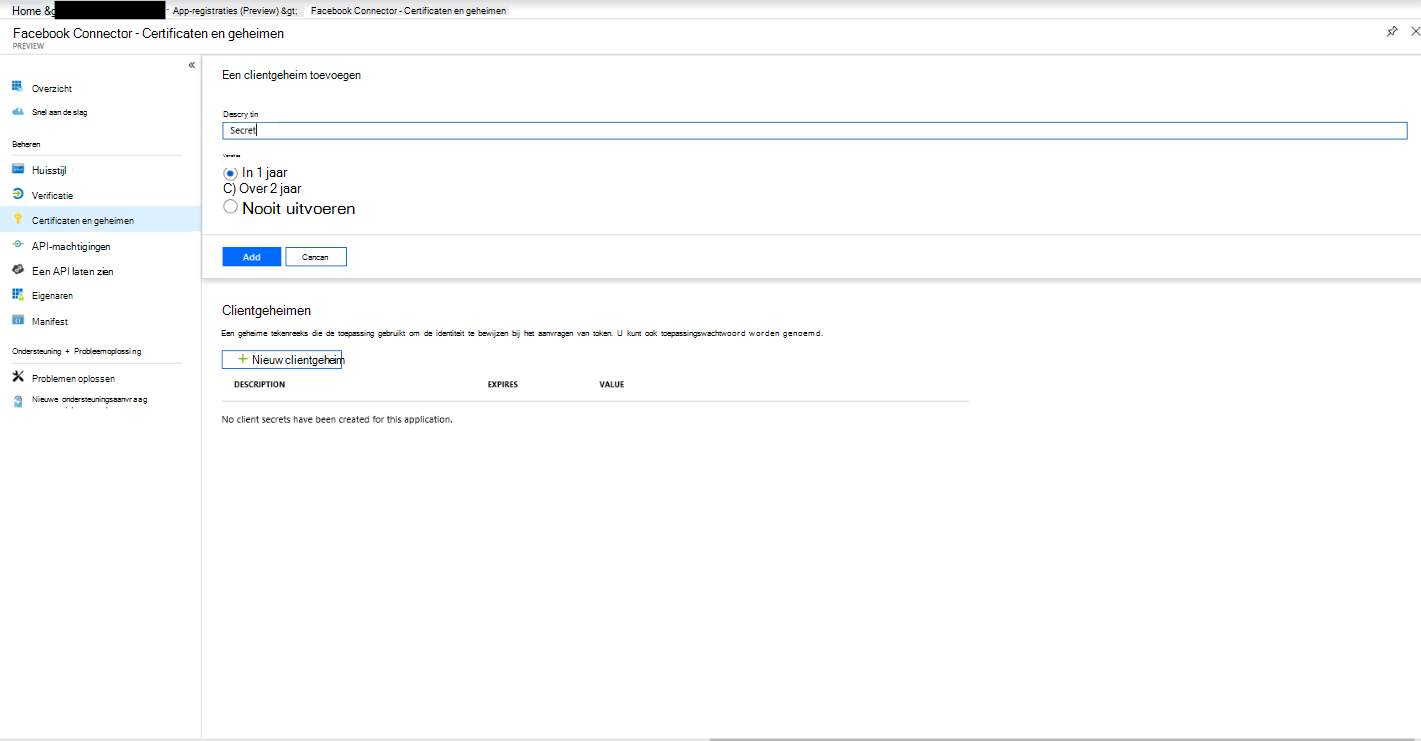 Home &g App-registraties (Preview) &gt; Facebook Connector - Certificaten en geheimen
Facebook Connector - Certificaten en geheimen
PREVIEW
«
Overzicht
Snel aan de slag
Beheren
Huisstijl
Verificatie
Certificaten en geheimen
API-machtigingen
Een API laten zien
Eigenaren
Manifest
Ondersteuning + Probleemoplossing
Problemen oplossen
Nieuwe ondersteuningsaanvraag
Een clientgeheim toevoegen
Descry tin
Secret
In 1 jaar
C) Over 2 jaar
Nooit uitvoeren
Add
Cancan
Clientgeheimen
Een geheime tekenreeks die de toepassing gebruikt om de identiteit te bewijzen bij het aanvragen van token. U kunt ook toepassingswachtwoord worden genoemd.
+ Nieuw clientgeheim
DESCRIPTION EXPIRES VALUE
No client secrets have been created for this application.